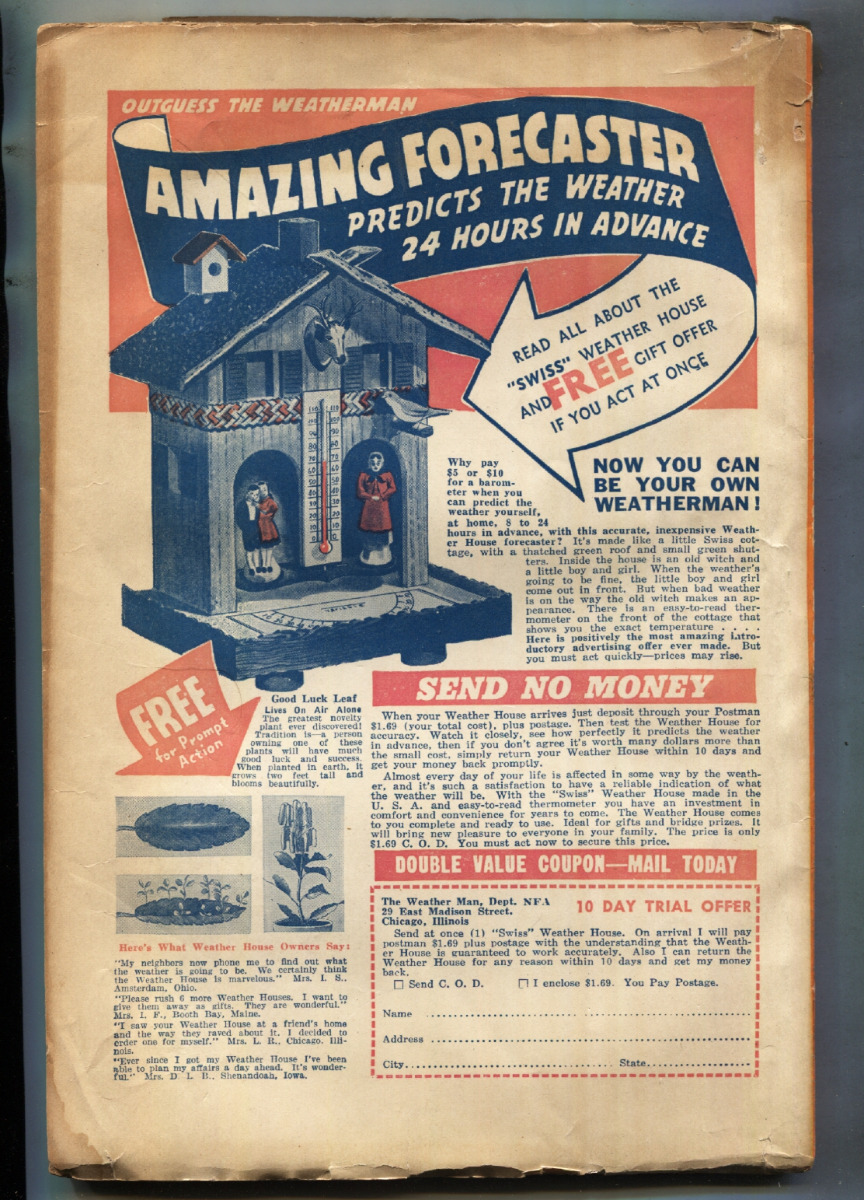 OUTGUESS THE WEATHERMAN
AMAZING FORECASTER
PREDICTS THE WEATHER
24 HOURS IN ADVANCE
READ ALL ABOUT THE
"SWISS" WEATHER HOUSE
AND FREE GIFT OFFER
IF YOU ACT AT ONCE
NOW YOU CAN
BE YOUR OWN
WEATHERMAN!
Why pay
$5 or $10
for a barom-
eter when you
can predict the
weather yourself,
at home, 8 to 24
hours in advance, with this accurate, inexpensive Weath-
er House forecaster? It's made like a little Swiss cot-
tage, with a thatched green roof and small green shut-
ters. Inside the house is an old witch and
a little boy and girl. When the weather's
going to be fine, the little boy and girl
come out in front. But when bad weather
is on the way the old witch makes an ap-
pearance. There is an easy-to-read ther-
mometer on the front of the cottage that
shows you the exact temperature . . . .
Here is positively the most amazing intro-
ductory advertising offer ever made. But
you must act quickly—prices may rise.
FREE
for Prompt
Action
Good Luck Leaf
Lives On Air Alone
The greatest novelty
plant ever discovered!
Tradition is—a person
owning one of these
plants will have much
good luck and success.
When planted in earth, it
grows two feet tall and
blooms beautifully.
SEND NO MONEY
When your Weather House arrives just deposit through your Postman
$1.69 (your total cost), plus postage. Then test the Weather House for
accuracy. Watch it closely, see how perfectly it predicts the weather
in advance, then if you don't agree it's worth many dollars more than
the small cost, simply return your Weather House within 10 days and
get your money back promptly.
Almost every day of your life is affected in some way by the weath-
er, and it's such a satisfaction to have a reliable indication of what
the weather will be. With the "Swiss" Weather House made in the
U. S. A. and easy-to-read thermometer you have an investment in
comfort and convenience for years to come. The Weather House comes
to you complete and ready to use. Ideal for gifts and bridge prizes. It
will bring new pleasure to everyone in your family. The price is only
$1.69 C. O. D. You must act now to secure this price.
DOUBLE VALUE COUPON—MAIL TODAY
The Weather Man, Dept. NFA
29 East Madison Street.
Chicago, Illinois
10 DAY TRIAL OFFER
Send at once (1) "Swiss" Weather House. On arrival I will pay
postman $1.69 plus postage with the understanding that the Weath-
er House is guaranteed to work accurately. Also I can return the
Weather House for any reason within 10 days and get my money
back.
Send C. O. D. I enclose $1.69. You Pay Postage.
Name
Address
City State
Here's What Weather House Owners Say:
"My neighbors now phone me to find out what
the weather is going to be. We certainly think
the Weather House is marvelous." Mrs. I. S.,
Amsterdam, Ohio.
"Please rush 6 more Weather Houses. I want to
give them away as gifts. They are wonderful."
Mrs. I. F., Booth Bay, Maine.
"I saw your Weather House at a friend's home
and the way they raved about it, I decided to
order one for myself." Mrs. L. R., Chicago, Illi-
nois.
"Ever since I got my Weather House I've been
able to plan my affairs a day ahead. It's wonder-
ful." Mrs. D. L. B., Shenandoah, Iowa.